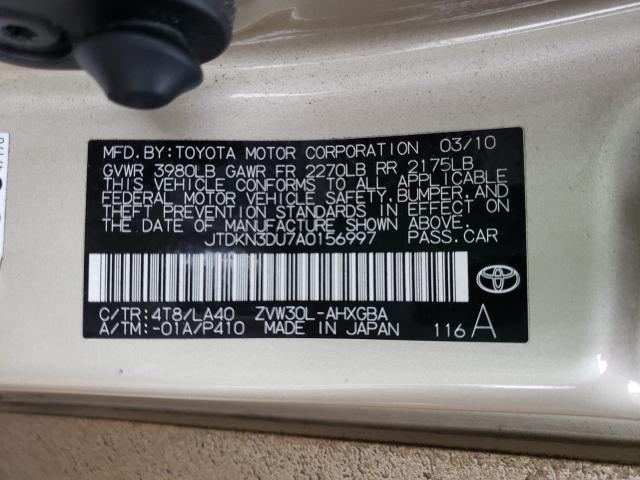 MFD.BY:TOYOTA MOTOR CORPORATION 03/10
GVWR 3980LB GAWR FR 2270LB RR 2175LB
THIS VEHICLE CONFORMS TO ALL APPLICABLE
FEDERAL MOTOR VEHICLE SAFETY,BUMPER,AND
THEFT PREVENTION STANDARDS IN EFFECT ON
THE DATE OF MANUFACTURE SHOWN ABOVE.
JTDKN3DU7A0156997 PASS.CAR
C/TR:4T8/LA40 ZVW30L-AHXGBA
A/TM:-01A/P410 MADE IN JAPAN 116 A